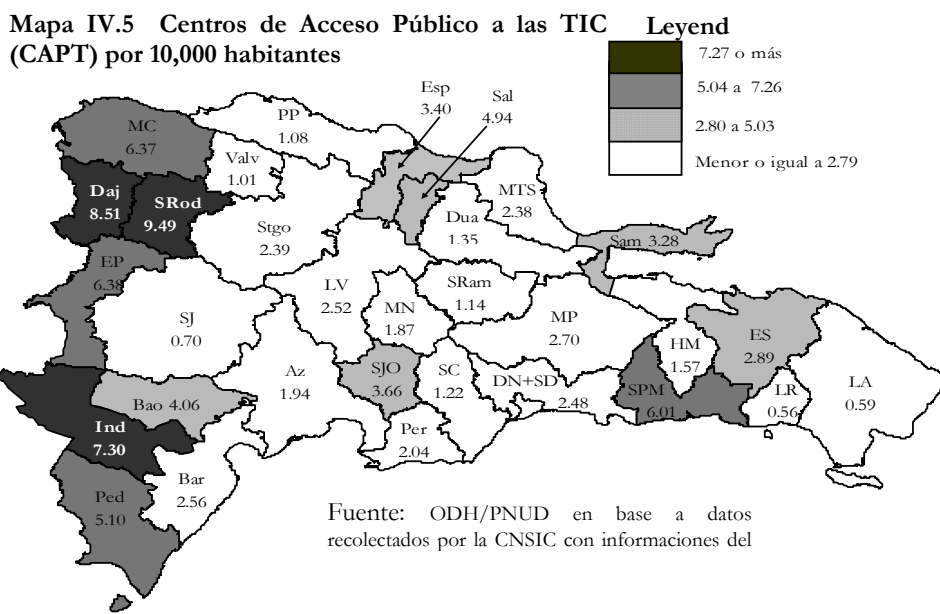 Mapa IV.5 Centros de Acceso Público a las TIC
(CAPT) por 10,000 habitantes
Leyend
7.27 o más
5.04 a 7.26
2.80 a 5.03
Menor o igual a 2.79
Esp
3.40
Sal
4.94
PP
1.08
MC
6.37
Valv
1.01
Daj
8.51
SRod
9.49
MTS
2.38
Dua
1.35
Stgo
2.39
Sam 3.28
EP
6.38
LV
2.52
SRam
1.14
MN
1.87
SJ
0.70
MP
2.70
HM
1.57
ES
2.89
Az
1.94
SJO
3.66
SC
1.22
DN+SD
2.48
SPM
6.01
LR
0.56
LA
0.59
Bao 4.06
Ind
7.30
Per
2.04
Bar
2.56
Ped
5.10
Fuente: ODH/PNUD en base a datos
recolectados por la CNSIC con informaciones del